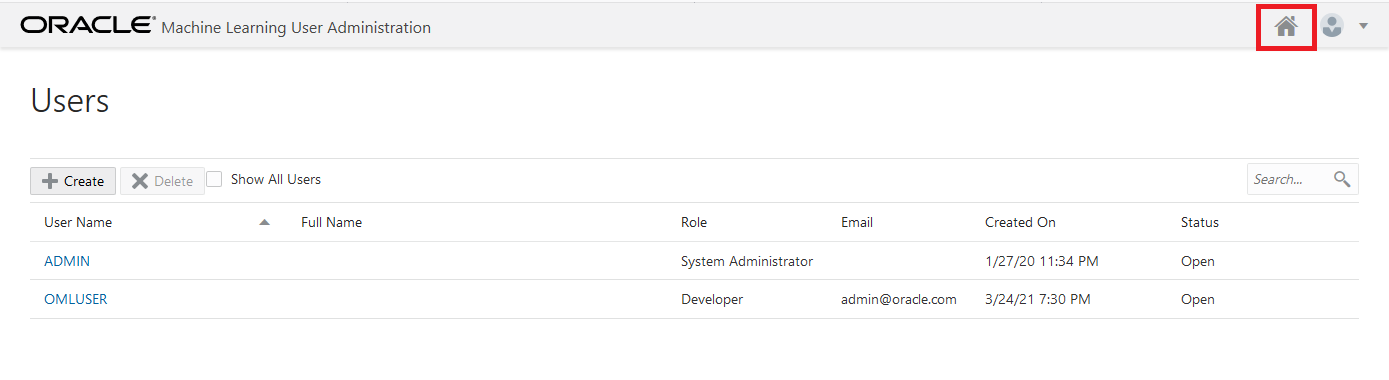 ORACLE® Machine Learning User Administration
Users
Create Delete Show All Users Search...
User Name Full Name Role Email Created On Status
ADMIN System Administrator 1/27/20 11:34 PM Open
OMLUSER Developer admin@oracle.com 3/24/21 7:30 PM Open